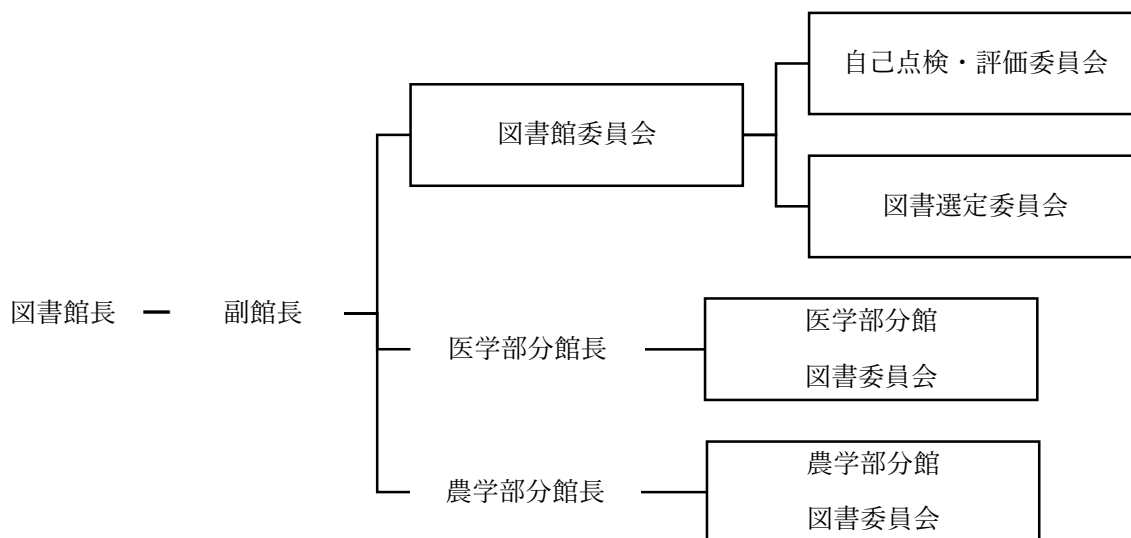 自己点検・評価委員会
図書館委員会
図書選定委員会
図書館長
副館長
医学部分館長
医学部分館
図書委員会
農学部分館長
農学部分館
図書委員会